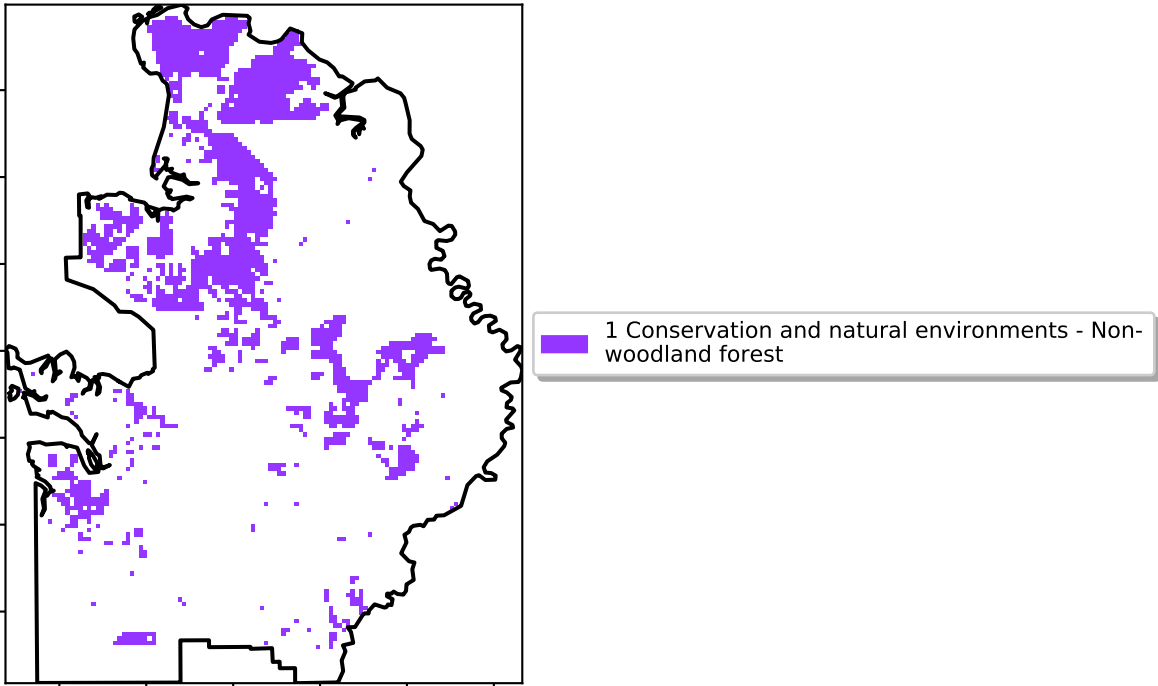 1 Conservation and natural environments - Non-
woodland forest